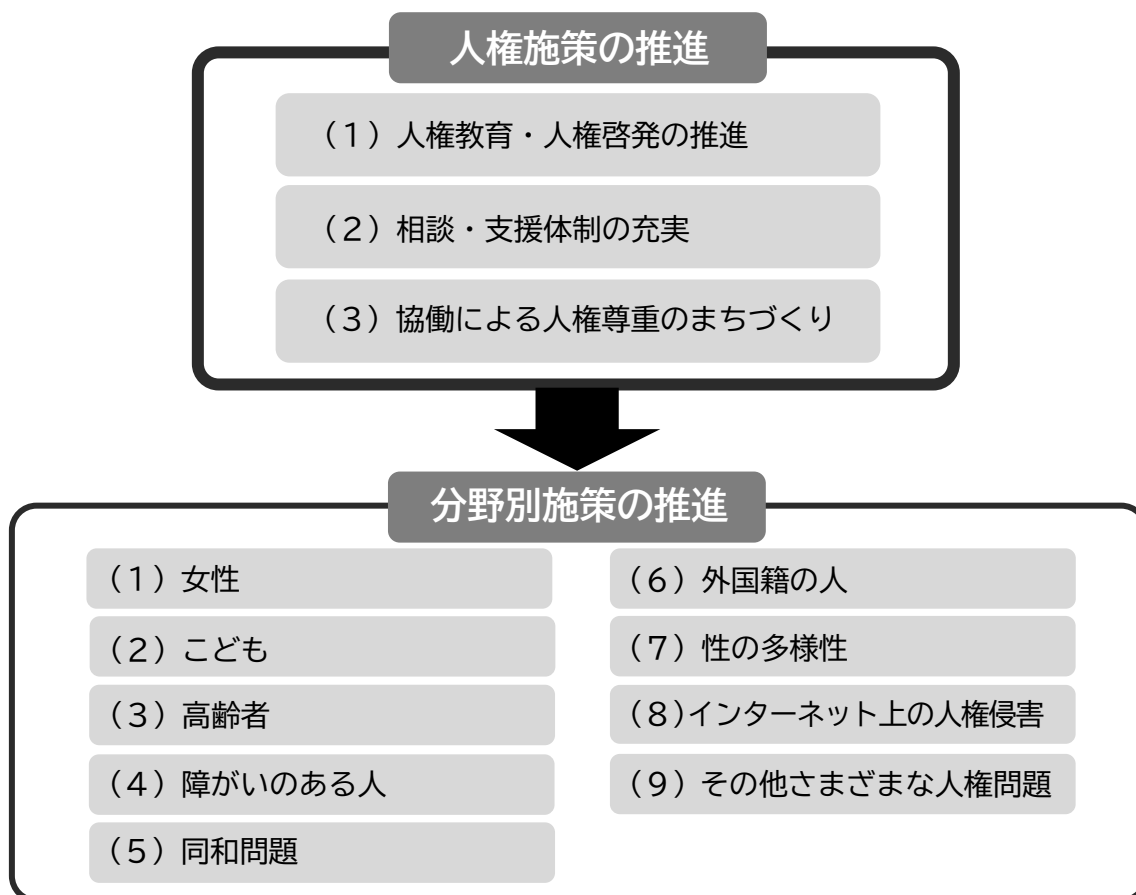 人権施策の推進
（1）人権教育・人権啓発の推進
（2）相談・支援体制の充実
（3）協働による人権尊重のまちづくり
分野別施策の推進
（1）女性
（2）こども
（3）高齢者
（4）障がいのある人
（5）同和問題
（6）外国籍の人
（7）性の多様性
（8）インターネット上の人権侵害
（9）その他さまざまな人権問題